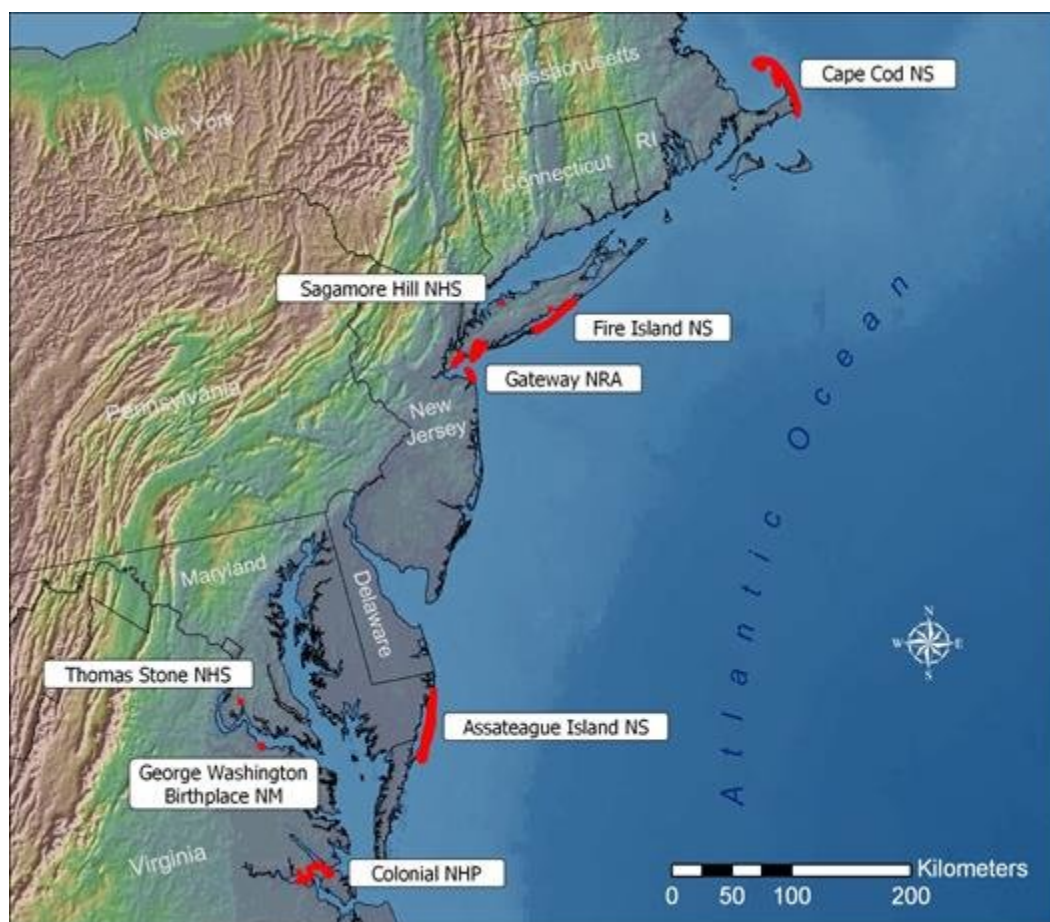 Cape Cod NS
Massachusetts
New York
RI
Connecticut
Sagamore Hill NHS
Fire Island NS
Gateway NRA
Pennsylvania
New
Jersey
Atlantic Ocean
Maryland
Delaware
N
W E
S
Thomas Stone NHS
Assateague Island NS
George Washington
Birthplace NM
Virginia
Colonial NHP
Kilometers
0 50 100 200